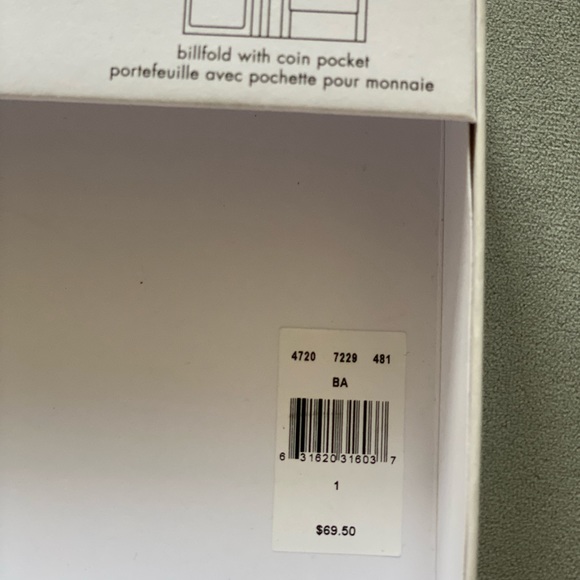 billfold with coin pocket
portefeuille avec pochette pour monnaie
4720 7229 481
BA
6 31620 31603 7
1
$69.50